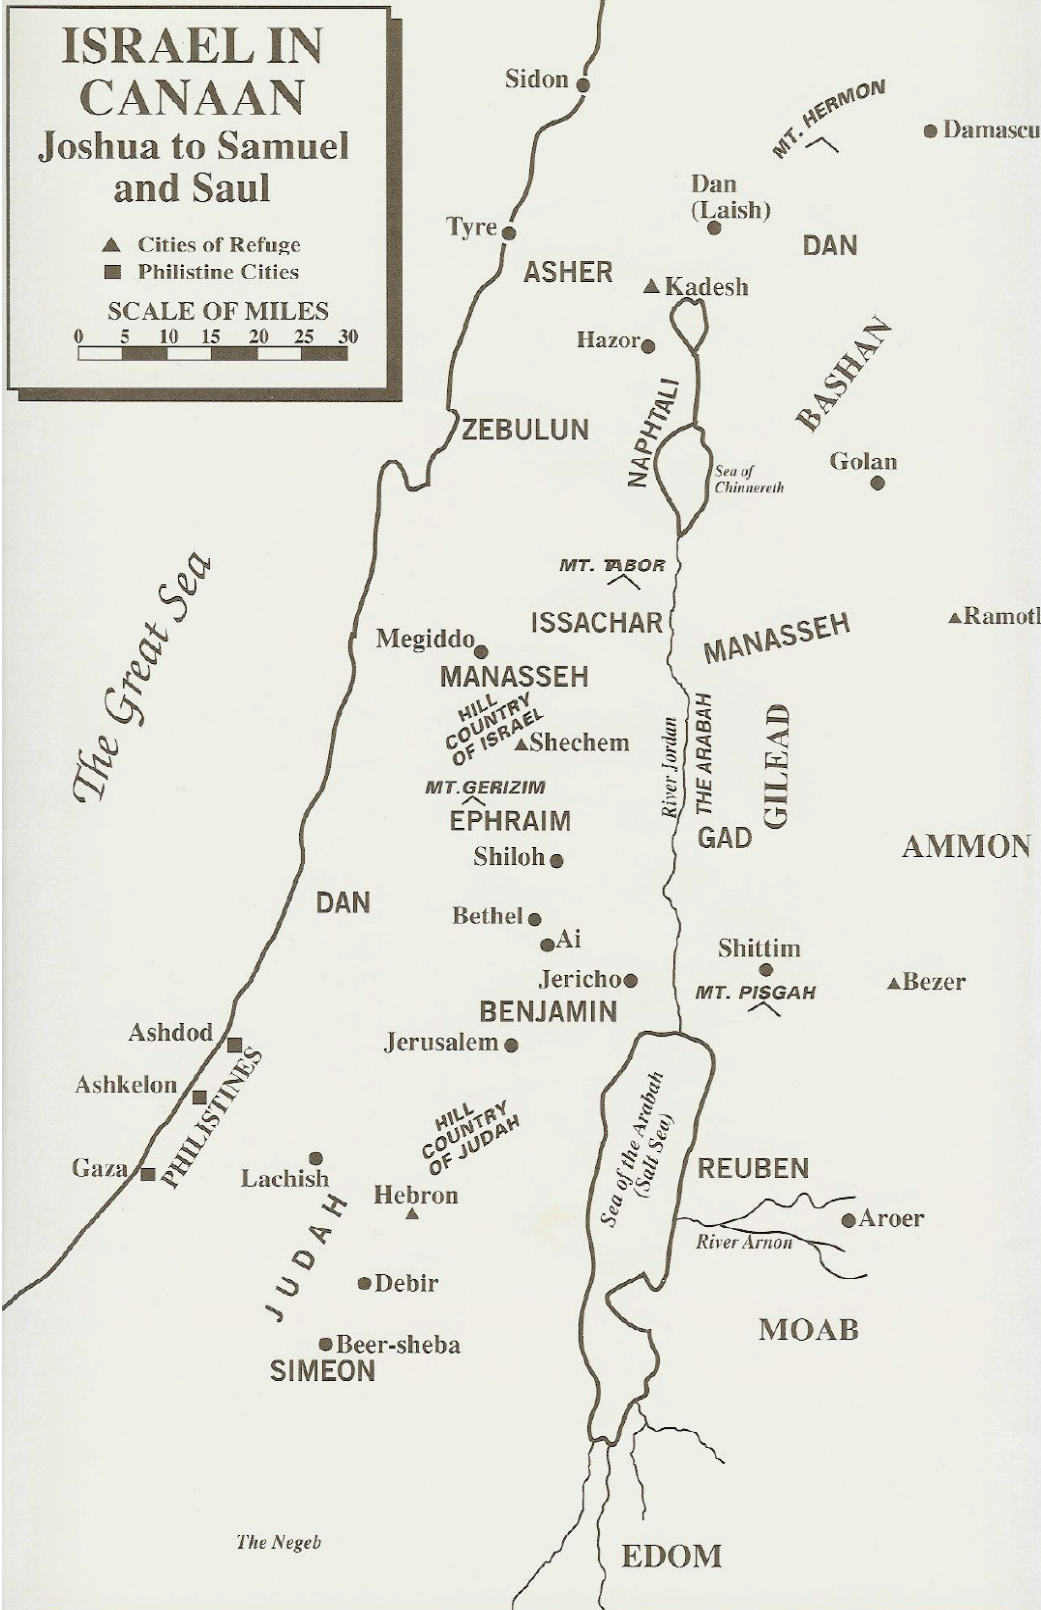 ISRAEL IN
CANAAN
Joshua to Samuel
and Saul
Cities of Refuge
Philistine Cities
SCALE OF MILES
0 5 10 15 20 25 30
Sidon
MT. HERMON
Damascu
Dan
(Laish)
Tyre
DAN
ASHER
Kadesh
Hazor
BASHAN
NAPHTALI
ZEBULUN
Golan
Sea of
Chinnereth
The Great Sea
MT. TABOR
ISSACHAR
MANASSEH
Ramoth
Megiddo
MANASSEH
HILL
COUNTRY
OF ISRAEL
Shechem
River Jordan
THE ARABAH
GILEAD
MT. GERIZIM
EPHRAIM
GAD
AMMON
Shiloh
DAN
Bethel
Ai
Shittim
Jericho
MT. PISGAH
Bezer
BENJAMIN
Ashdod
Jerusalem
Ashkelon
PHILISTINES
HILL
COUNTRY
OF JUDAH
Sea of the Arabah
(Salt Sea)
Gaza
Lachish
REUBEN
Hebron
JUDAH
Aroer
River Arnon
Debir
MOAB
Beer-sheba
SIMEON
The Negeb
EDOM